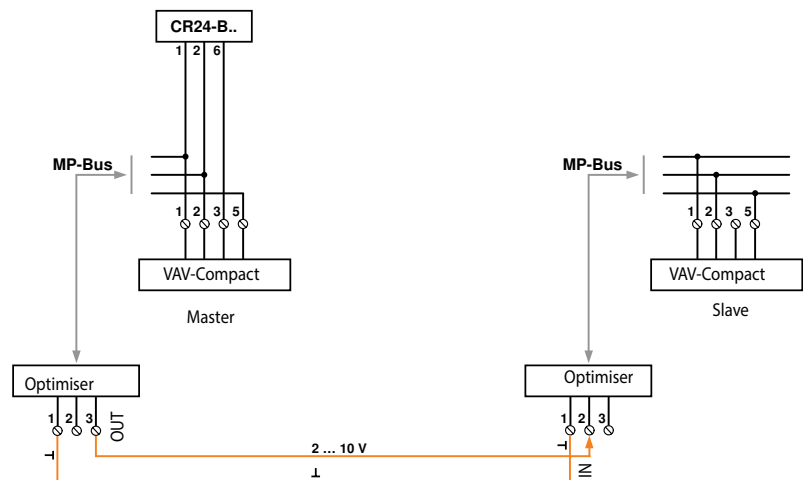 CR24-B..
1 2 6
MP-Bus
MP-Bus
1 2 3 5
1 2 3 5
VAV-Compact
VAV-Compact
Master
Slave
Optimiser
Optimiser
1 2 3 OUT
1 2 3
2 ... 10 V
IN